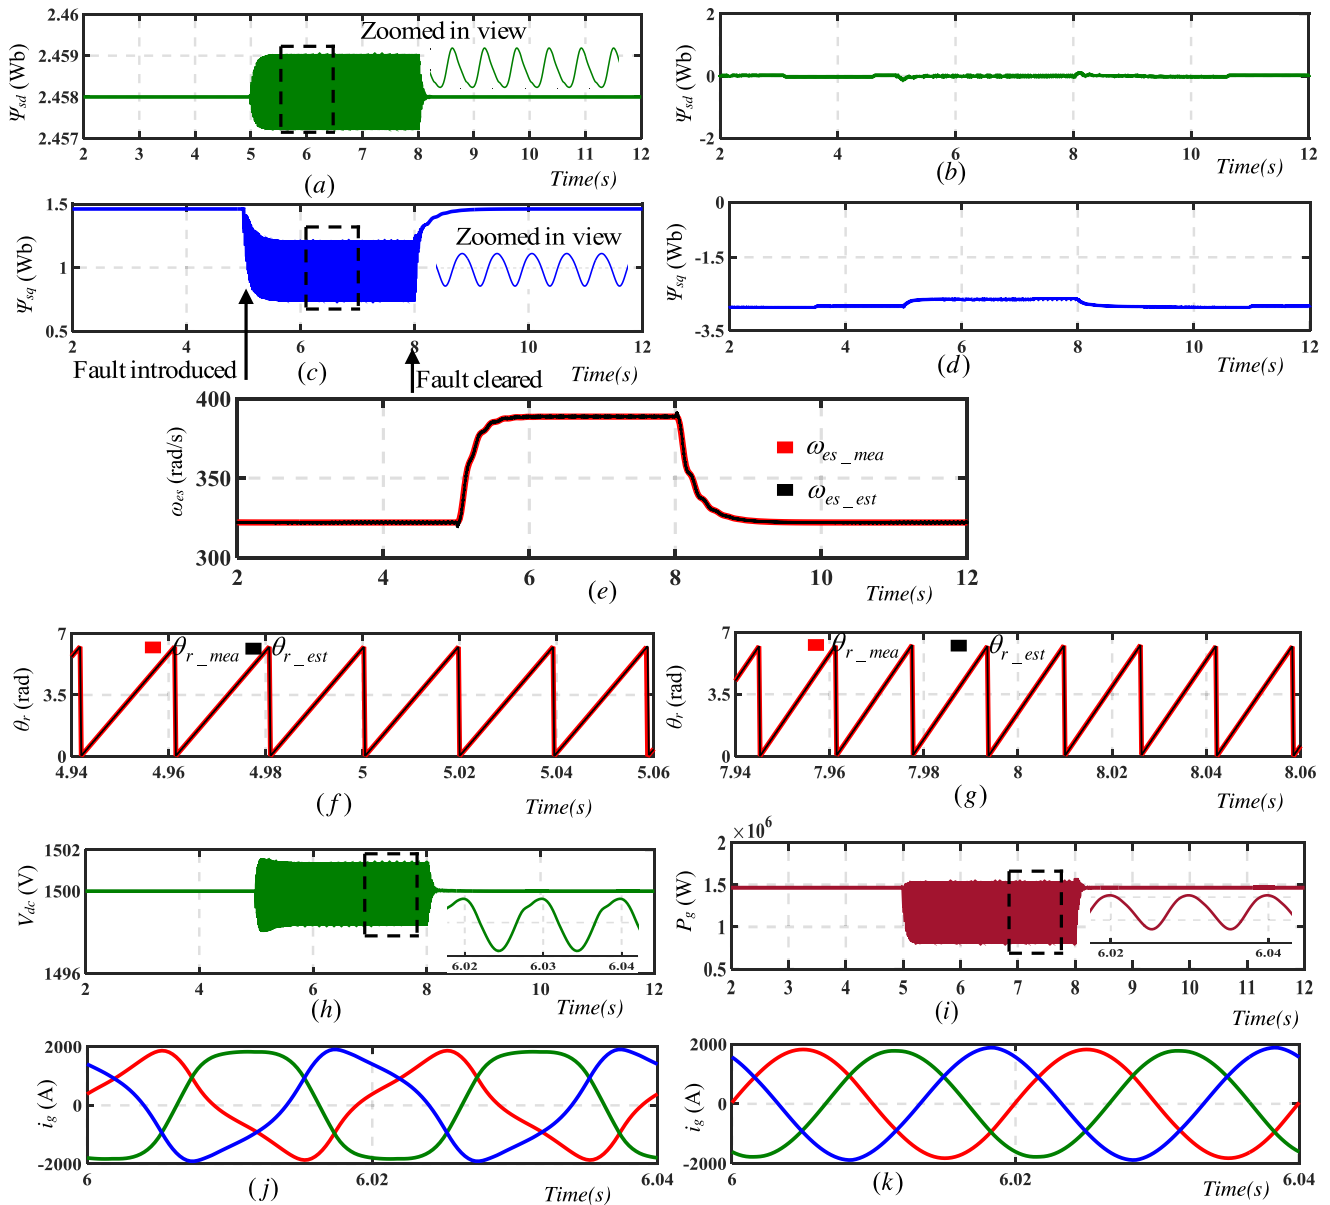 2.46
2.459
2.458
2.457
Ψsd (Wb)
Zoomed in view
2 3 4 5 6 7 8 9 10 11 12
Time(s)
(a)
2
0
-2
Ψsd (Wb)
2 4 6 8 10 12
Time(s)
(b)
1.5
1
0.5
Ψsq (Wb)
Zoomed in view
2 4 6 8 10 12
Fault introduced
(c)
Fault cleared
Time(s)
0
-1.5
-3.5
Ψsq (Wb)
2 4 6 8 10 12
(d)
Time(s)
400
350
300
ωes (rad/s)
ωes_mea
ωes_est
2 4 6 8 10 12
(e)
Time(s)
7
3.5
0
θr (rad)
θr_mea θr_est
4.94 4.96 4.98 5 5.02 5.04 5.06
(f)
Time(s)
7
3.5
0
θr (rad)
θr_mea θr_est
7.94 7.96 7.98 8 8.02 8.04 8.06
(g)
Time(s)
1502
1500
1496
Vdc (V)
6.02 6.03 6.04
2 4 6 8 10 12
(h)
Time(s)
×10⁶
2
1.5
1
0.5
Pg (W)
6.02 6.04
2 3 4 5 6 7 8 9 10 11 12
(i)
Time(s)
2000
0
-2000
ig (A)
6 6.02 6.04
(j)
Time(s)
2000
0
-2000
ig (A)
6 6.02 6.04
(k)
Time(s)